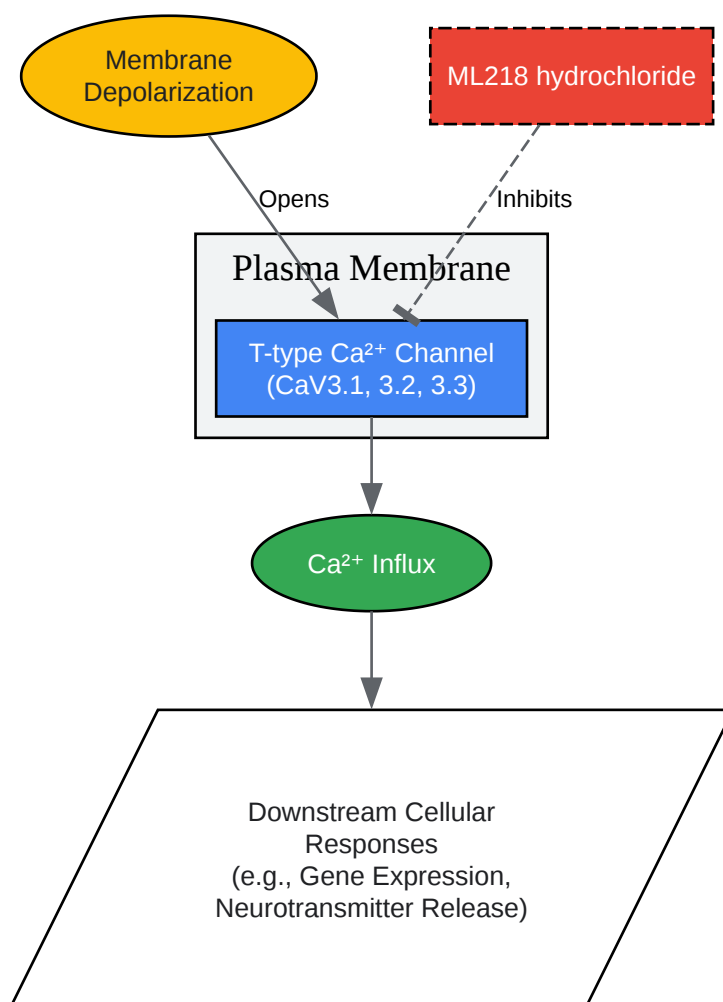 Membrane
Depolarization
ML218 hydrochloride
Opens
Inhibits
Plasma Membrane
T-type Ca²⁺ Channel
(CaV3.1, 3.2, 3.3)
Ca²⁺ Influx
Downstream Cellular
Responses
(e.g., Gene Expression,
Neurotransmitter Release)